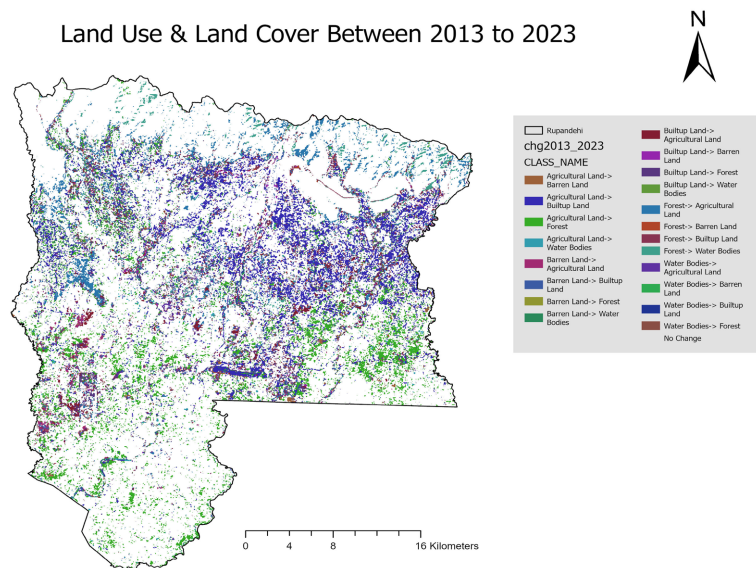 Land Use & Land Cover Between 2013 to 2023
N
Rupandehi
chg2013_2023
CLASS_NAME
Agricultural Land->
Barren Land
Agricultural Land->
Builtup Land
Agricultural Land->
Forest
Agricultural Land->
Water Bodies
Barren Land->
Agricultural Land
Barren Land-> Builtup
Land
Barren Land-> Forest
Barren Land-> Water
Bodies
Builtup Land->
Agricultural Land
Builtup Land-> Barren
Land
Builtup Land-> Forest
Builtup Land-> Water
Bodies
Forest-> Agricultural
Land
Forest-> Barren Land
Forest-> Builtup Land
Forest-> Water Bodies
Water Bodies->
Agricultural Land
Water Bodies-> Barren
Land
Water Bodies-> Builtup
Land
Water Bodies-> Forest
No Change
0 4 8 16 Kilometers